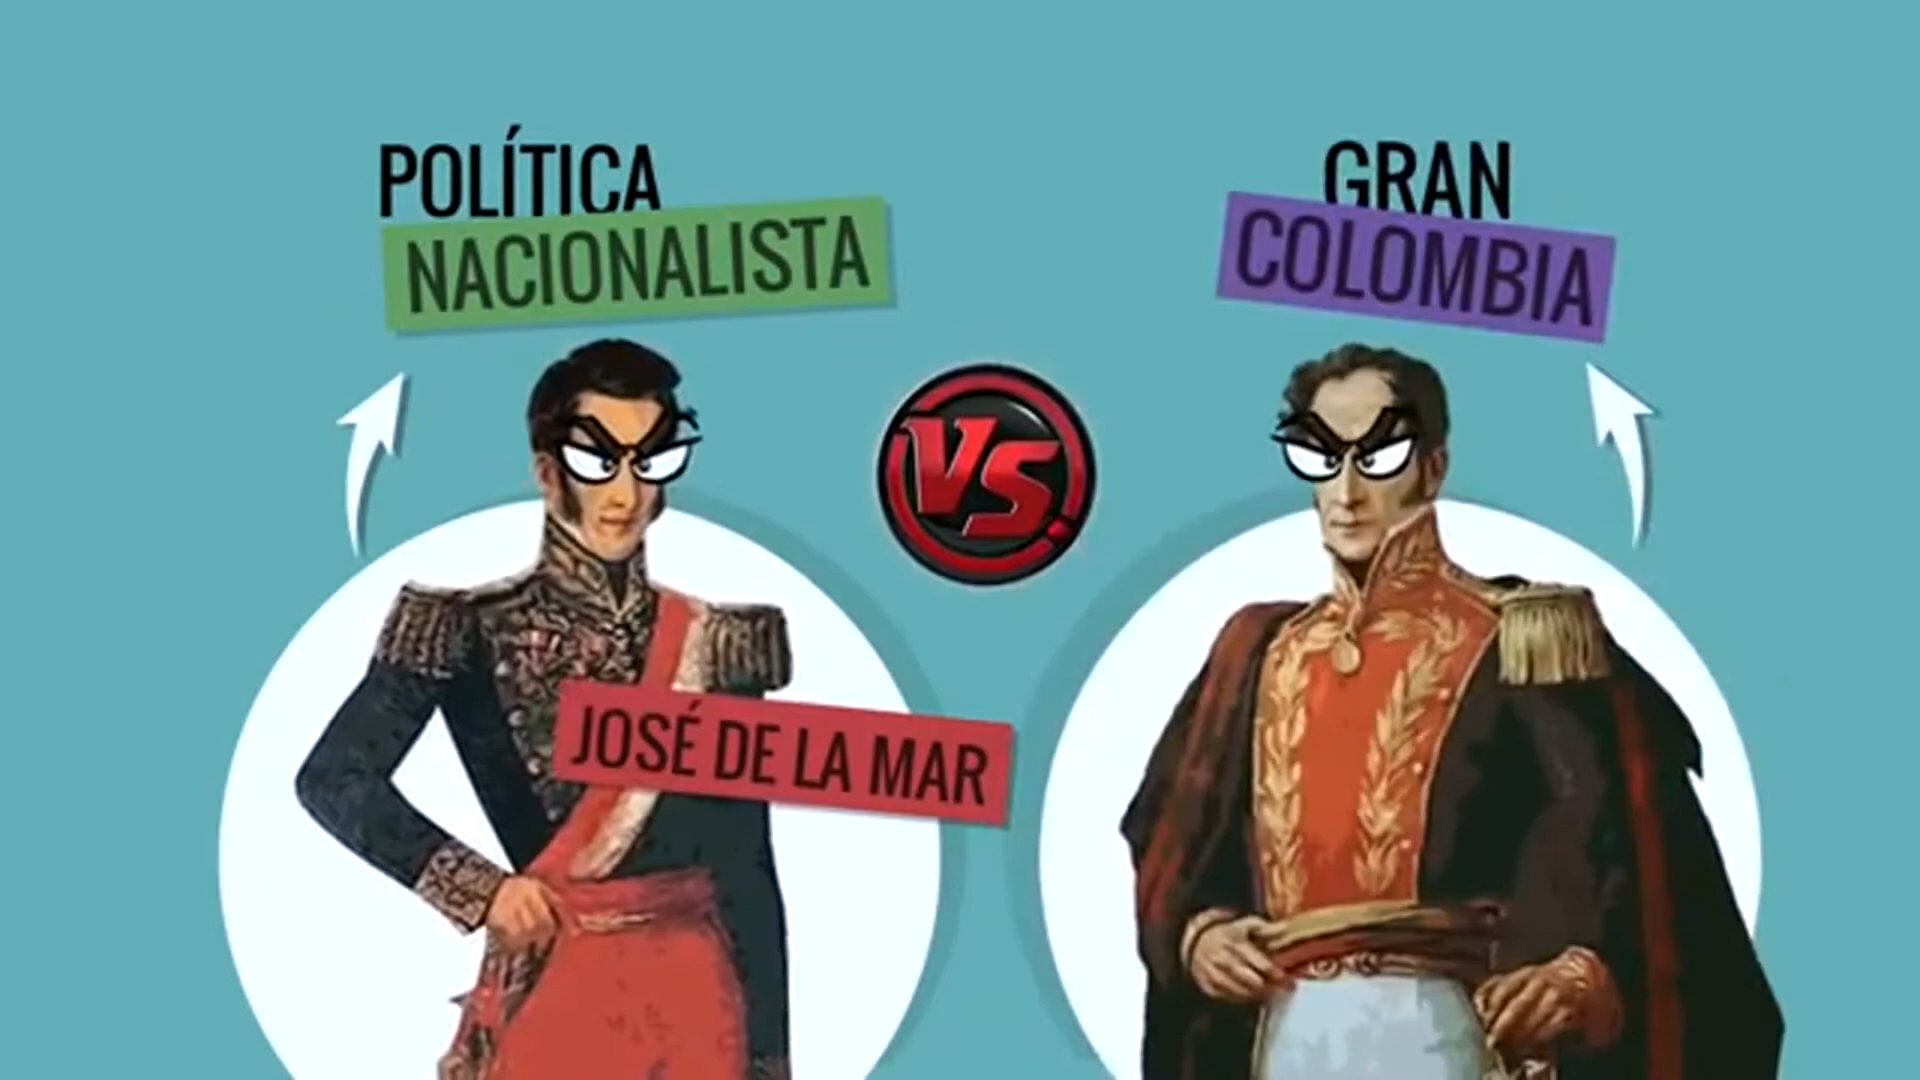 POLÍTICA
NACIONALISTA
GRAN
COLOMBIA
VS
JOSÉ DE LA MAR